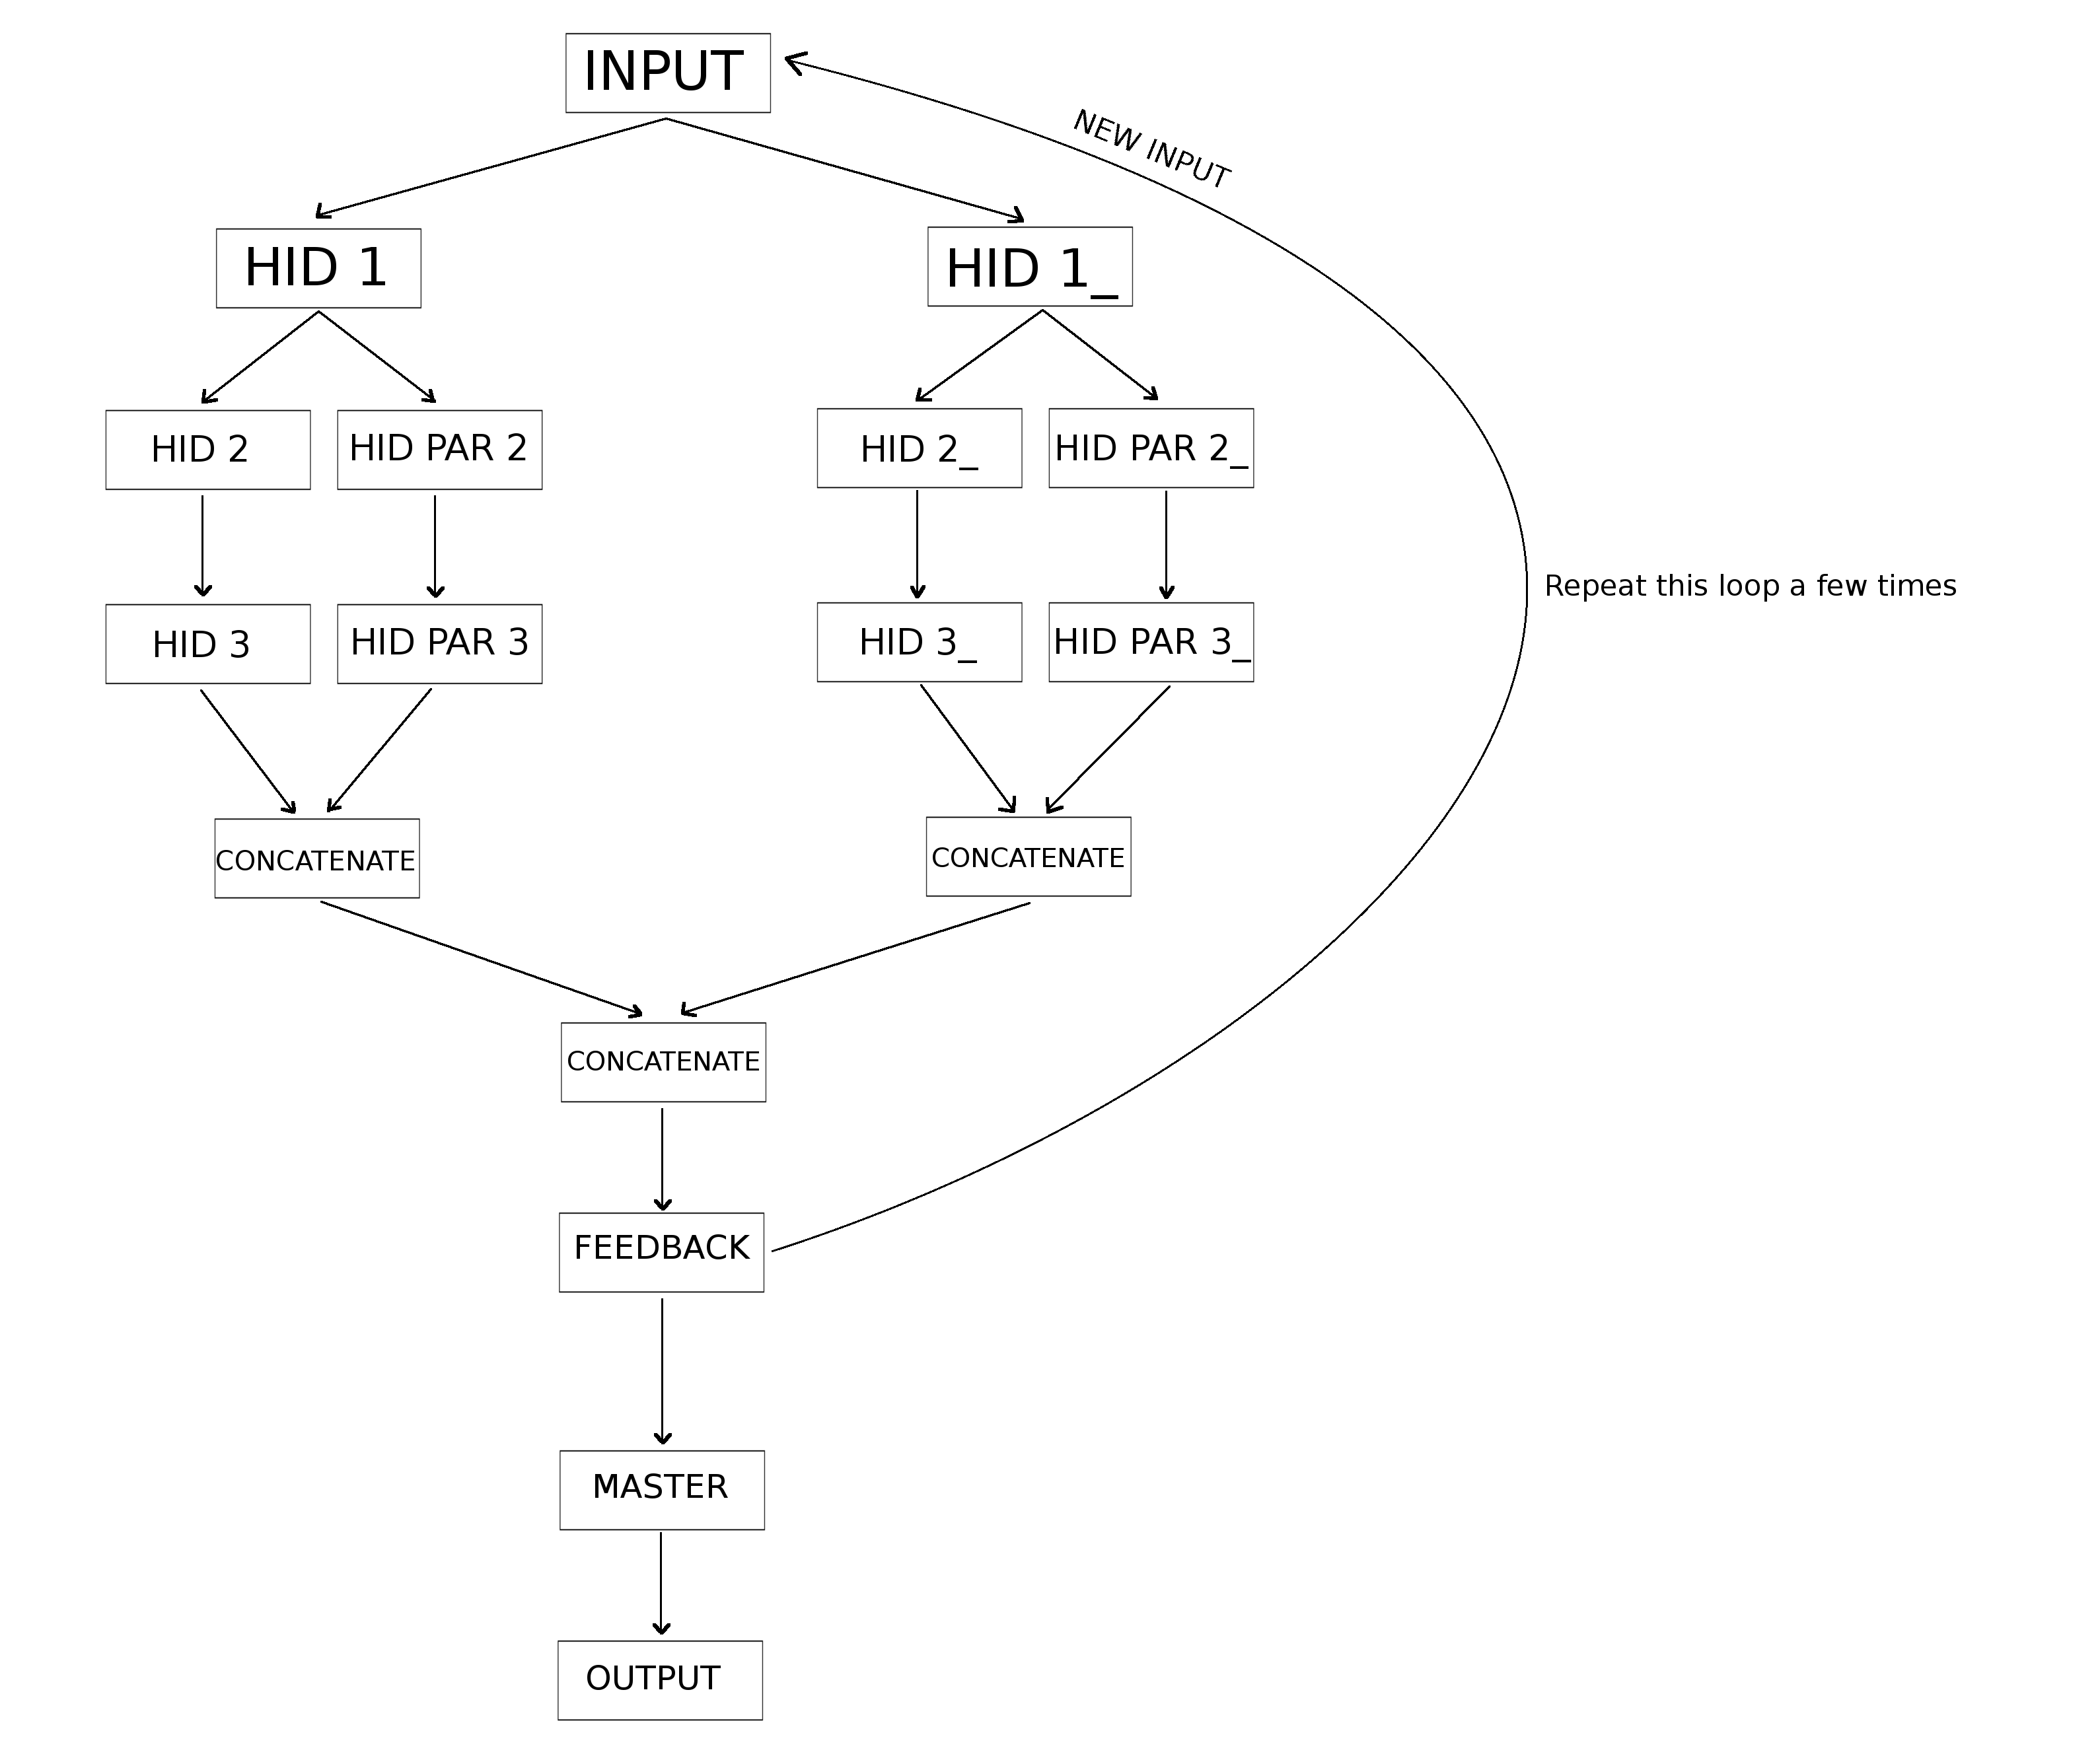 INPUT
NEW INPUT
HID 1
HID 1_
HID 2
HID PAR 2
HID 2_
HID PAR 2_
Repeat this loop a few times
HID 3
HID PAR 3
HID 3_
HID PAR 3_
CONCATENATE
CONCATENATE
CONCATENATE
FEEDBACK
MASTER
OUTPUT